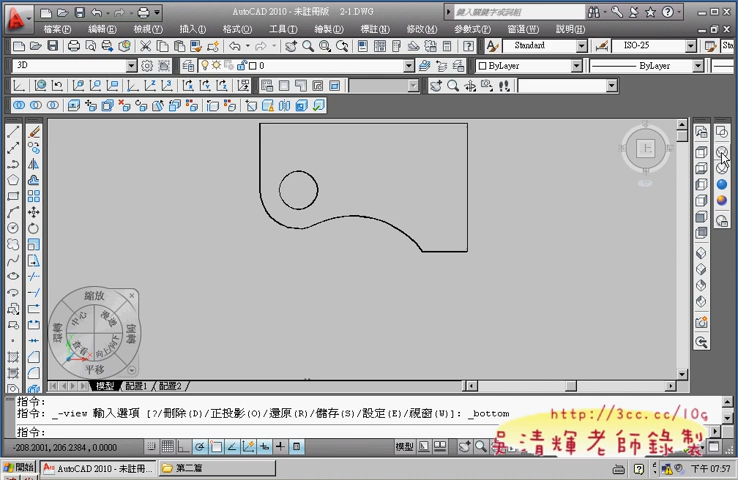 AutoCAD 2010 - 未註冊版 2-1.DWG
鍵入關鍵字或片語
檔案(F) 編輯(E) 檢視(V) 插入(I) 格式(O) 工具(T) 繪製(D) 標註(N) 修改(M) 參數式(P) 視窗(W) 說明(H)
Standard ISO-25
3D 0 ByLayer ByLayer
上
縮放
中心
環轉
倒轉
平移
模型 配置1 配置2
指令:
指令: _-view 輸入選項 [?/刪除(D)/正投影(O)/還原(R)/儲存(S)/設定(E)/視窗(W)]: _bottom
指令:
http://3cc.cc/10g
吳清輝老師錄製
-208.2001, 206.2384, 0.0000 模型
開始 AutoCAD 2010 - 未註冊... 第二篇 下午 07:57